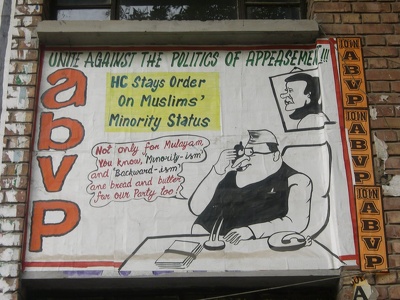 UNITE AGAINST THE POLITICS OF APPEASEMENT!!!
abvp
HC Stays Order
On Muslims'
Minority Status
Not only for Mulayam
You know, 'Minority-ism'
and 'Backward-ism'
are bread and butter
for our Party too!
JOIN
ABVP
JOIN
ABVP
JOIN
ABVP
A